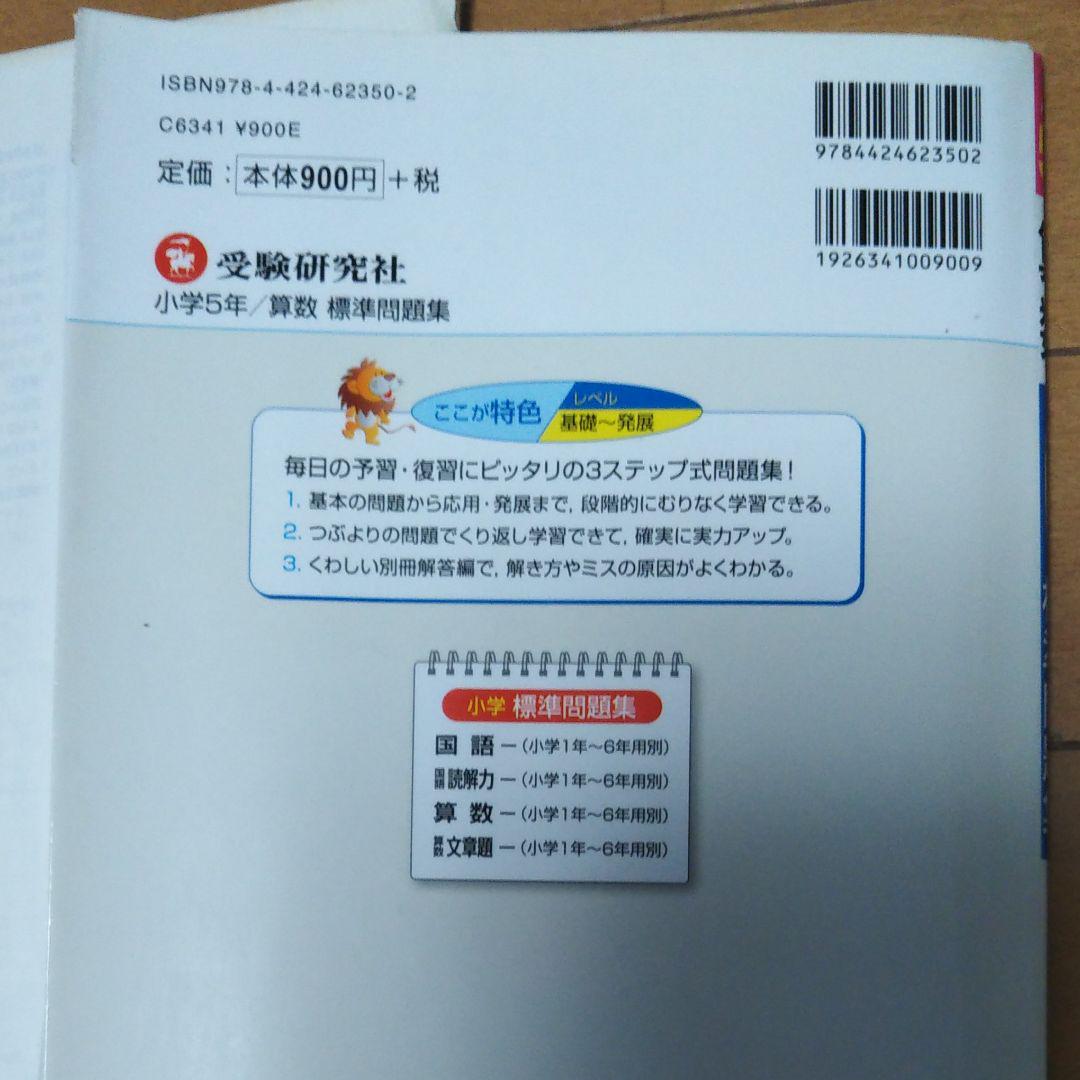 ISBN978-4-424-62350-2
C6341 ¥900E
定価：本体900円＋税
9784424623502
1926341009009
受験研究社
小学5年／算数 標準問題集
ここが特色
レベル
基礎〜発展
毎日の予習・復習にピッタリの3ステップ式問題集！
1. 基本の問題から応用・発展まで，段階的にむりなく学習できる。
2. つぶよりの問題でくり返し学習できて，確実に実力アップ。
3. くわしい別冊解答編で，解き方やミスの原因がよくわかる。
小学 標準問題集
国 語 ―（小学1年〜6年用別）
国語 読解力 ―（小学1年〜6年用別）
算 数 ―（小学1年〜6年用別）
算数 文章題 ―（小学1年〜6年用別）